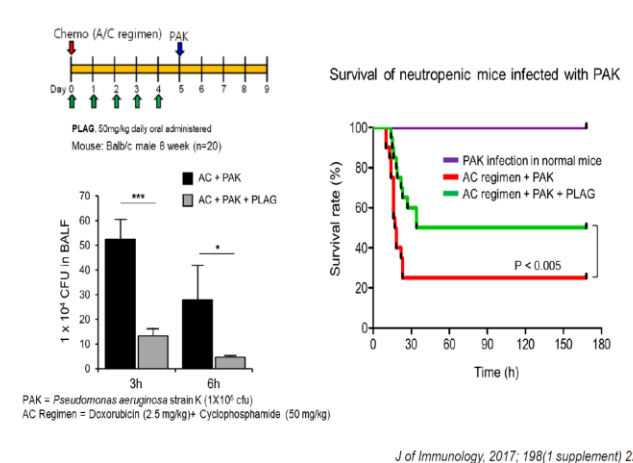 Chemo (A/C regimen) PAK
Day 0 1 2 3 4 5 6 7 8 9
PLAG, 50mg/kg daily oral administered
Mouse: Balb/c male 8 week (n=20)
AC + PAK
AC + PAK + PLAG
***
*
70
60
50
40
30
20
10
0
1 x 10⁴ CFU in BALF
3h 6h
PAK = Pseudomonas aeruginosa strain K (1X10⁵ cfu)
AC Regimen = Doxorubicin (2.5 mg/kg)+ Cyclophosphamide (50 mg/kg)
Survival of neutropenic mice infected with PAK
100
80
60
40
20
0
Survival rate (%)
PAK infection in normal mice
AC regimen + PAK
AC regimen + PAK + PLAG
P < 0.005
0 30 60 90 120 150 180
Time (h)
J of Immunology, 2017; 198(1 supplement) 2